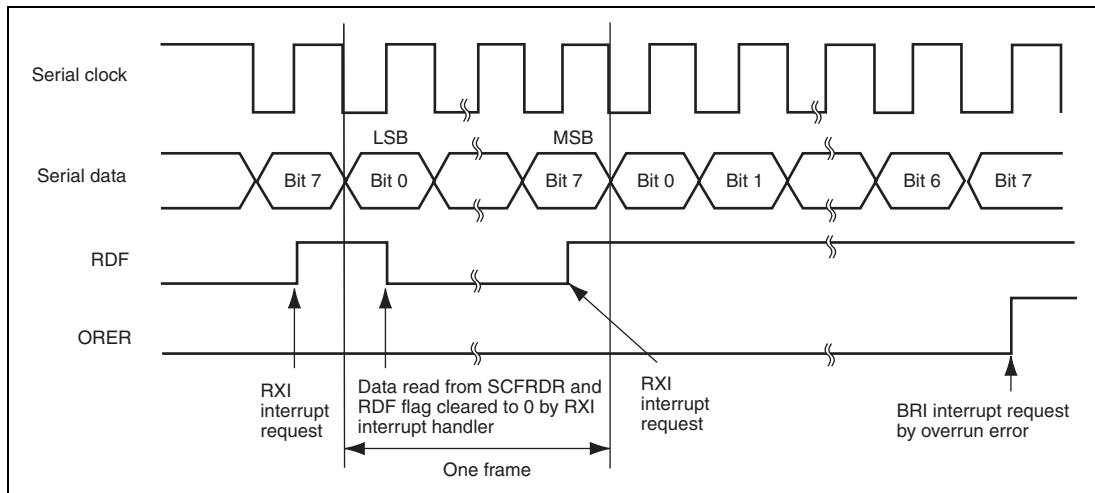 Serial clock
LSB
MSB
Serial data
Bit 7
Bit 0
Bit 7
Bit 0
Bit 1
Bit 6
Bit 7
RDF
ORER
RXI
interrupt
request
Data read from SCFRDR and
RDF flag cleared to 0 by RXI
interrupt handler
RXI
interrupt
request
BRI interrupt request
by overrun error
One frame